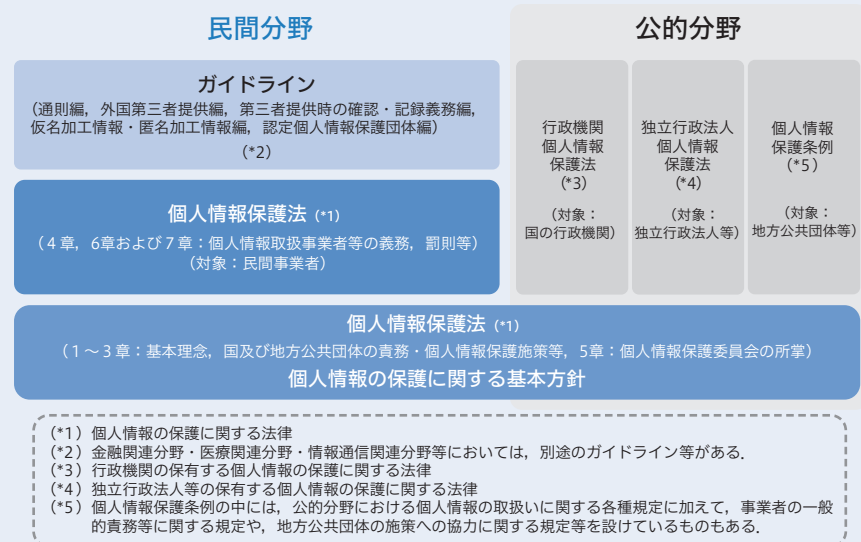 民間分野
公的分野
ガイドライン
（通則編，外国第三者提供編，第三者提供時の確認・記録義務編，
仮名加工情報・匿名加工情報編，認定個人情報保護団体編）
(*2)
個人情報保護法 (*1)
（４章，6章および７章：個人情報取扱事業者等の義務，罰則等）
（対象：民間事業者）
行政機関
個人情報
保護法
(*3)
（対象：
国の行政機関）
独立行政法人
個人情報
保護法
(*4)
（対象：
独立行政法人等）
個人情報
保護条例
(*5)
（対象：
地方公共団体等）
個人情報保護法 (*1)
（１～３章：基本理念，国及び地方公共団体の責務・個人情報保護施策等，5章：個人情報保護委員会の所掌）
個人情報の保護に関する基本方針
(*1) 個人情報の保護に関する法律
(*2) 金融関連分野・医療関連分野・情報通信関連分野等においては，別途のガイドライン等がある．
(*3) 行政機関の保有する個人情報の保護に関する法律
(*4) 独立行政法人等の保有する個人情報の保護に関する法律
(*5) 個人情報保護条例の中には，公的分野における個人情報の取扱いに関する各種規定に加えて，事業者の一般
的責務等に関する規定や，地方公共団体の施策への協力に関する規定等を設けているものもある．